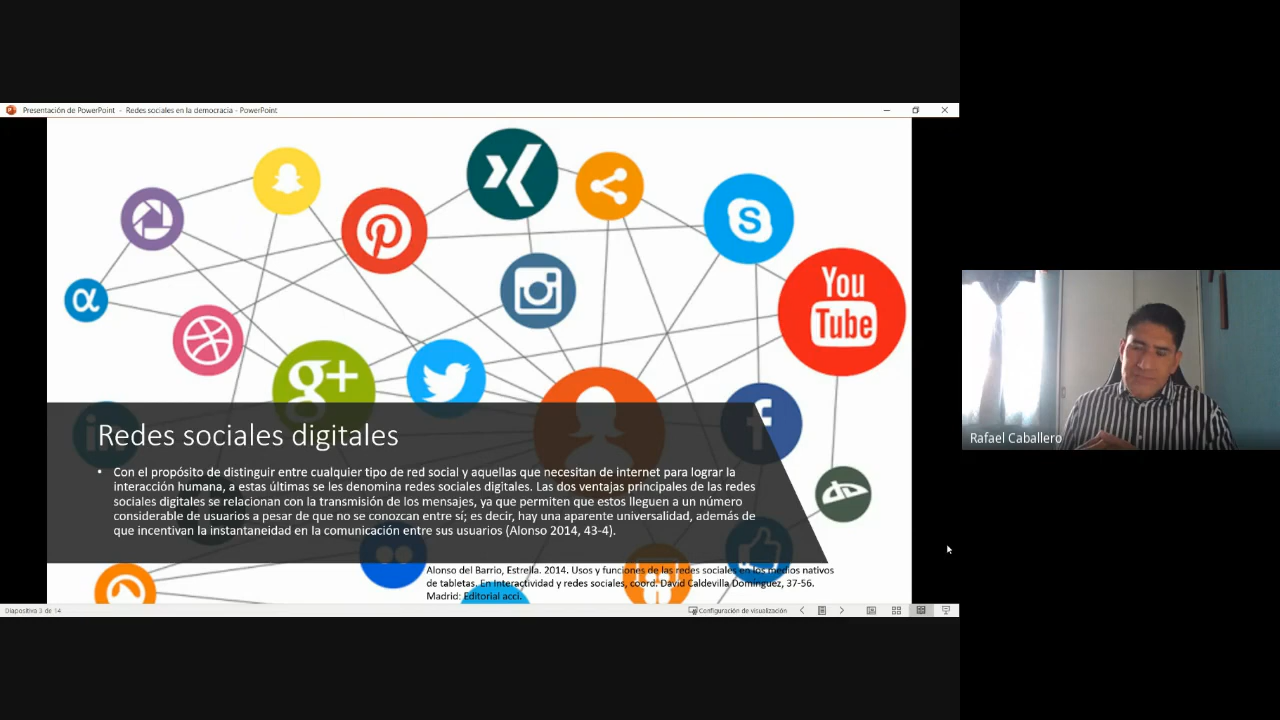 Presentación de PowerPoint - Redes sociales en la democracia - PowerPoint
You
Tube
g+
in
f
Redes sociales digitales
• Con el propósito de distinguir entre cualquier tipo de red social y aquellas que necesitan de internet para lograr la
interacción humana, a estas últimas se les denomina redes sociales digitales. Las dos ventajas principales de las redes
sociales digitales se relacionan con la transmisión de los mensajes, ya que permiten que estos lleguen a un número
considerable de usuarios a pesar de que no se conozcan entre sí; es decir, hay una aparente universalidad, además de
que incentivan la instantaneidad en la comunicación entre sus usuarios (Alonso 2014, 43-4).
Alonso del Barrio, Estrella. 2014. Usos y funciones de las redes sociales en los medios nativos
de tabletas. En Interactividad y redes sociales, coord. David Caldevilla Domínguez, 37-56.
Madrid: Editorial acci.
Diapositiva 3 de 14
Configuración de visualización
Rafael Caballero